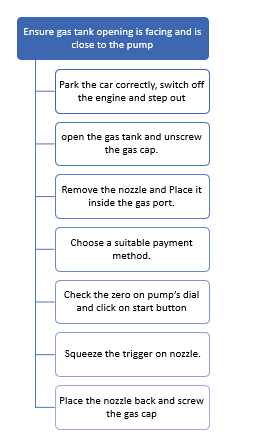 Ensure gas tank opening is facing and is
close to the pump
Park the car correctly, switch off
the engine and step out
open the gas tank and unscrew
the gas cap.
Remove the nozzle and Place it
inside the gas port.
Choose a suitable payment
method.
Check the zero on pump's dial
and click on start button
Squeeze the trigger on nozzle.
Place the nozzle back and screw
the gas cap